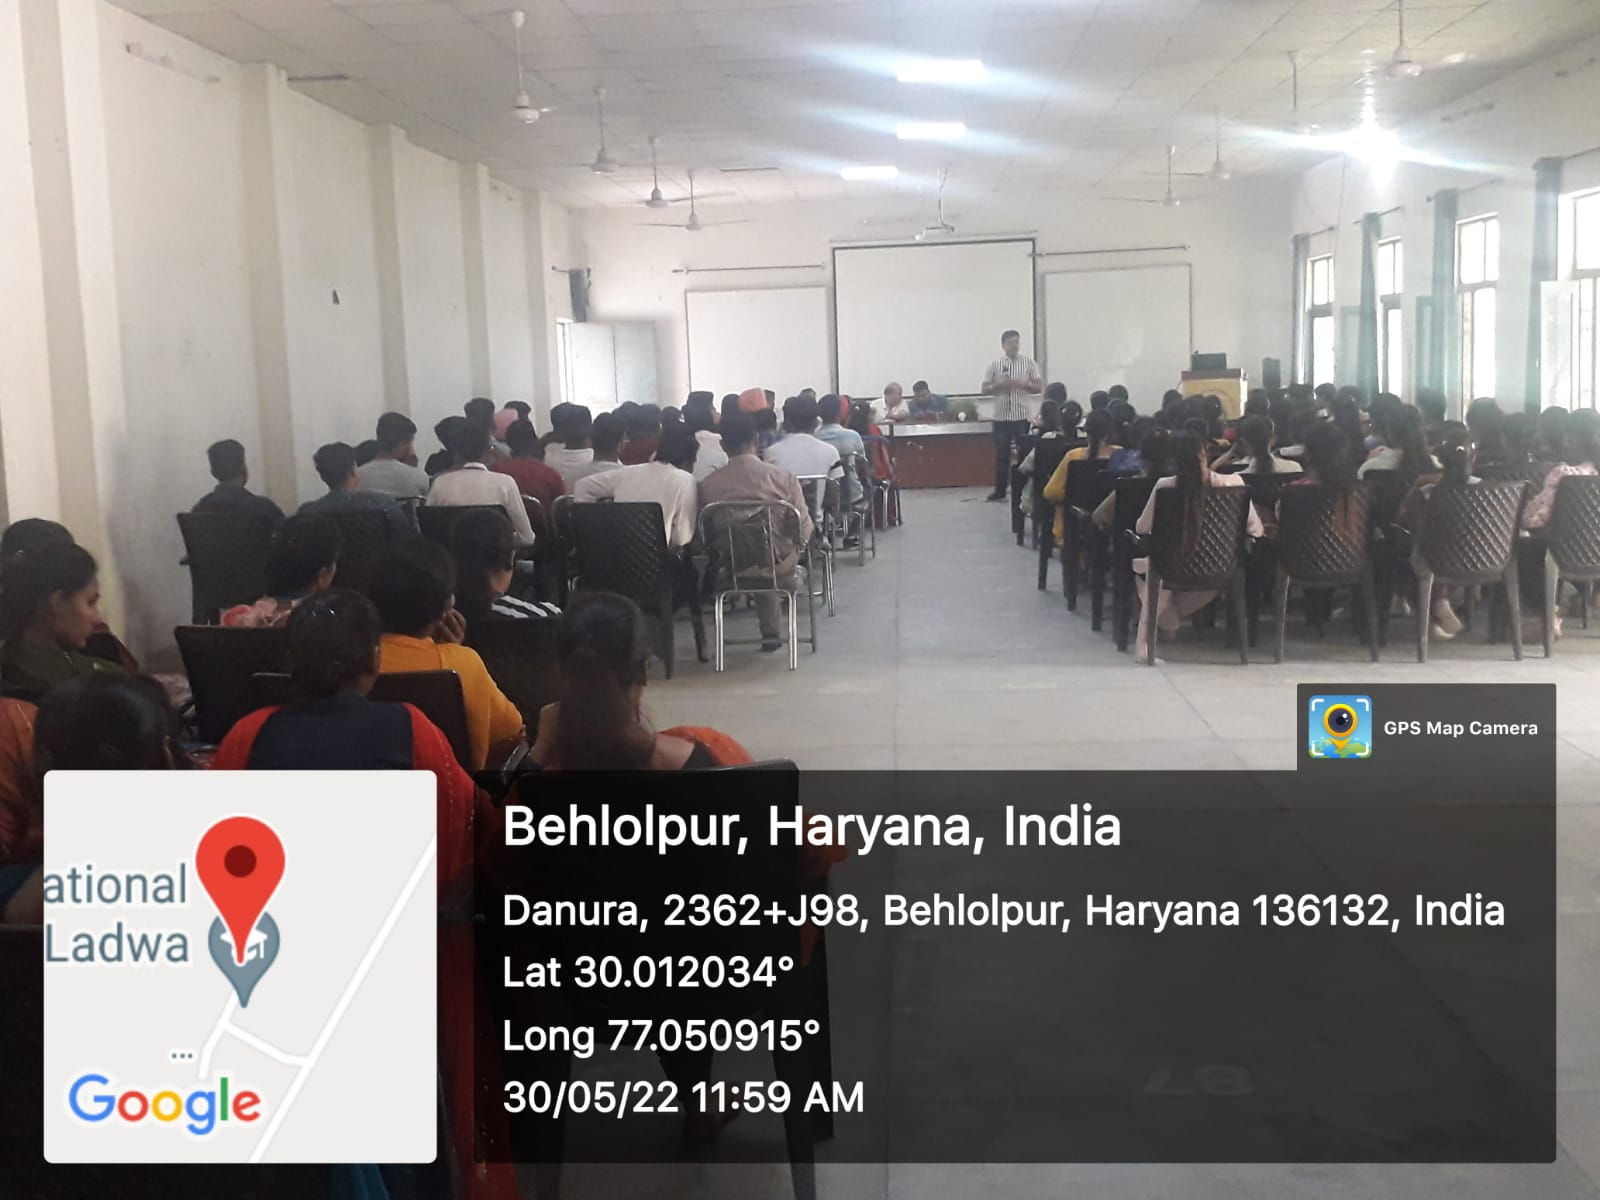 GPS Map Camera
Behlolpur, Haryana, India
Danura, 2362+J98, Behlolpur, Haryana 136132, India
Lat 30.012034°
Long 77.050915°
30/05/22 11:59 AM
ational
Ladwa
...
Google